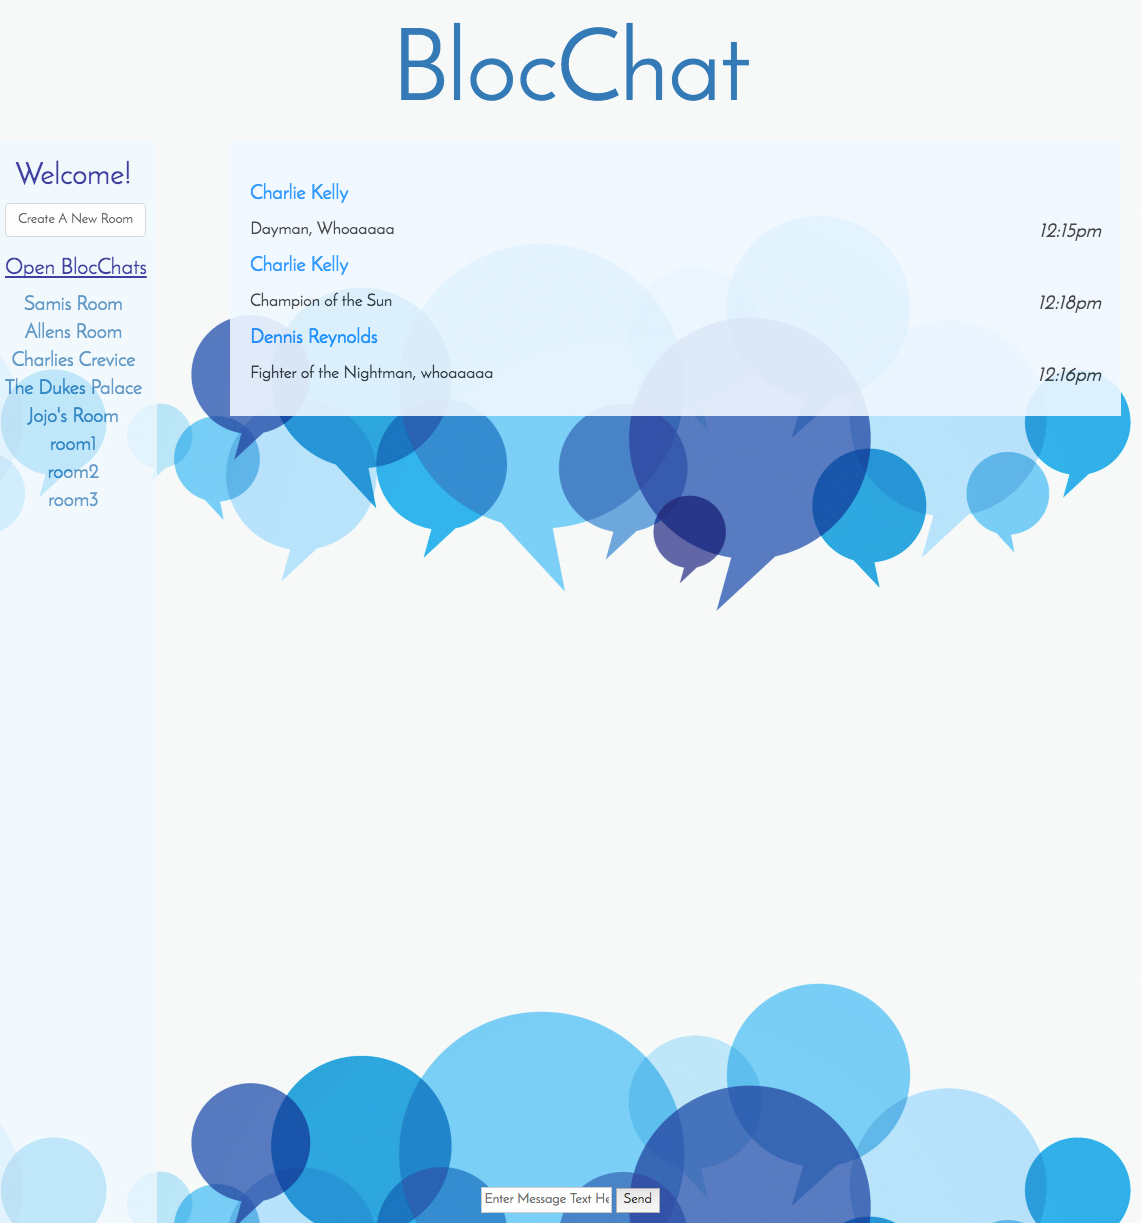 BlocChat
Welcome!
Create A New Room
Open BlocChats
Samis Room
Allens Room
Charlies Crevice
The Dukes Palace
Jojo's Room
room1
room2
room3
Charlie Kelly
Dayman, Whoaaaaa
12:15pm
Charlie Kelly
Champion of the Sun
12:18pm
Dennis Reynolds
Fighter of the Nightman, whoaaaaa
12:16pm
Enter Message Text He
Send